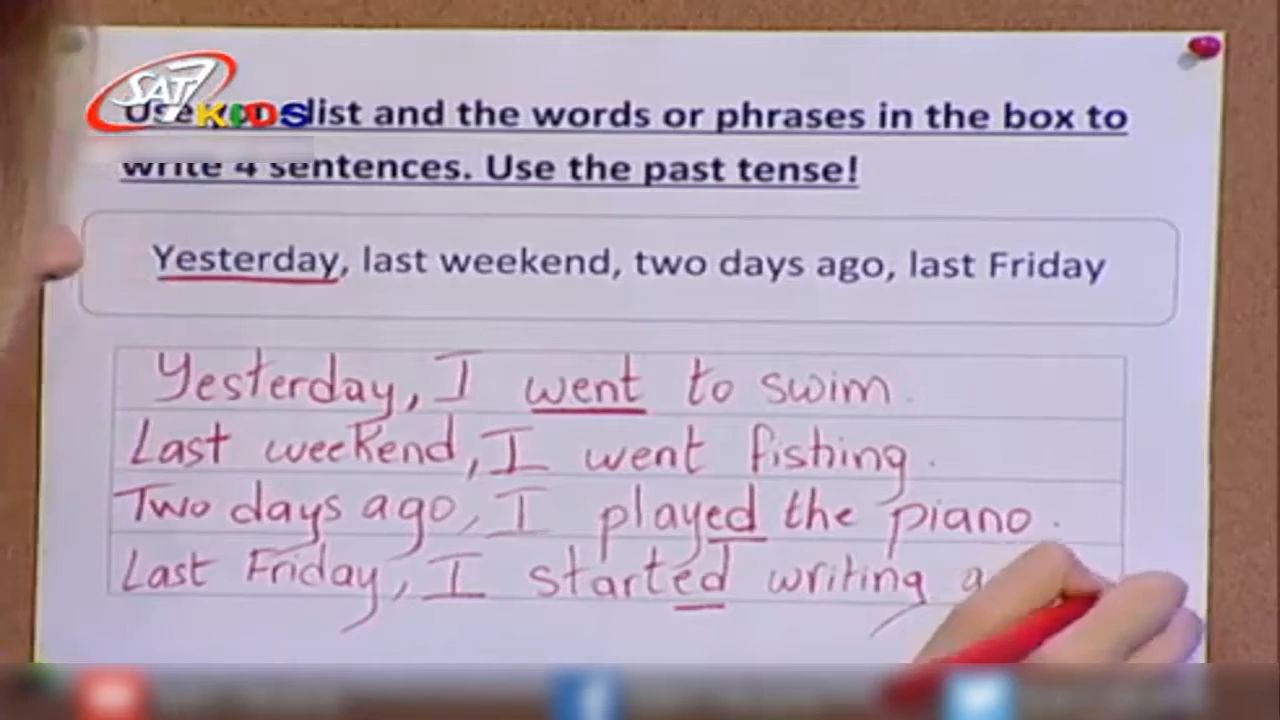 SAT7
KIDS
Use list and the words or phrases in the box to
write 4 sentences. Use the past tense!
Yesterday, last weekend, two days ago, last Friday
Yesterday, I went to swim.
Last weekend, I went fishing.
Two days ago, I played the piano.
Last Friday, I started writing a